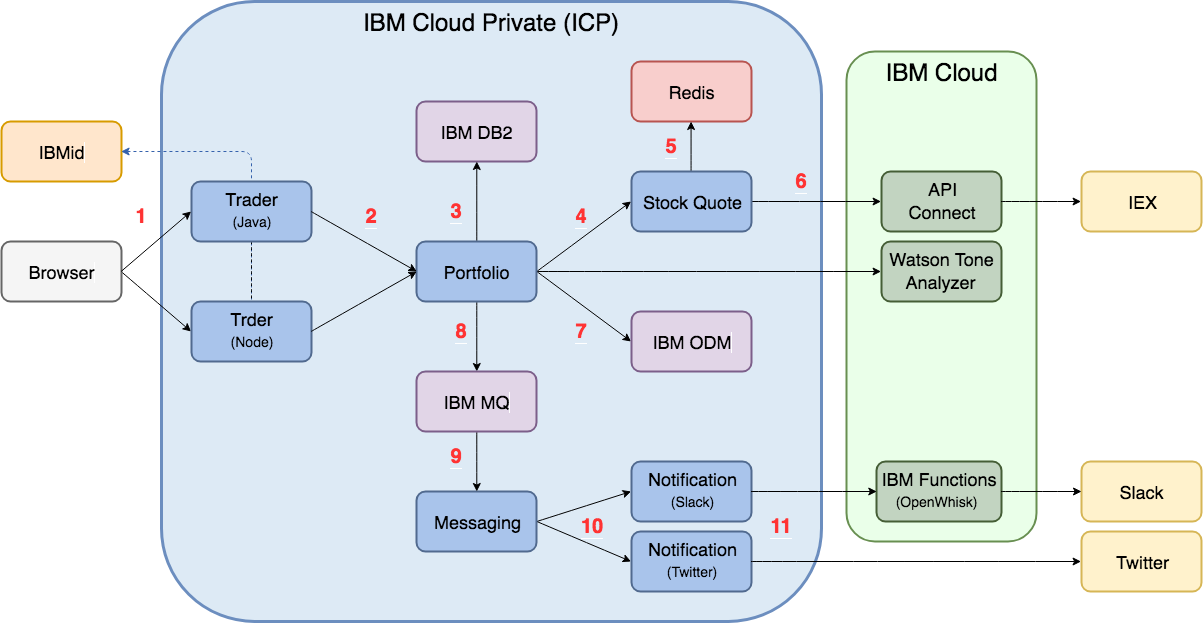 IBM Cloud Private (ICP)
IBM Cloud
Redis
IBM DB2
IBMid
5
6
Trader
(Java)
Stock Quote
API
Connect
IEX
1
2
3
4
Browser
Portfolio
Watson Tone
Analyzer
Trder
(Node)
8
7
IBM ODM
IBM MQ
9
Notification
(Slack)
IBM Functions
(OpenWhisk)
Slack
Messaging
10
11
Notification
(Twitter)
Twitter